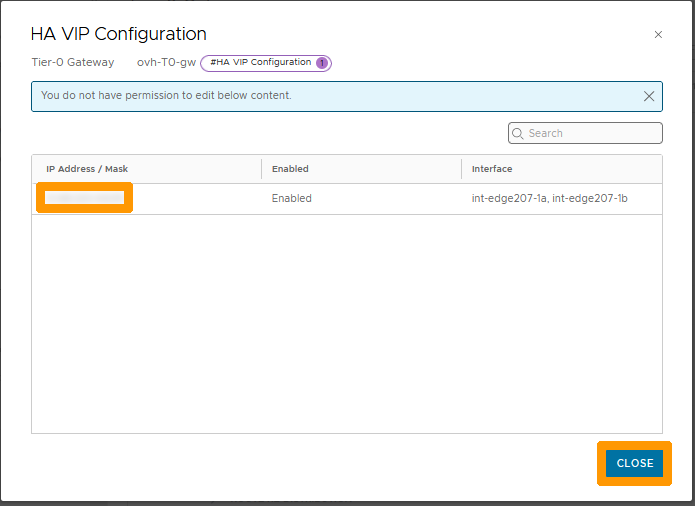 HA VIP Configuration
Tier-0 Gateway ovh-T0-gw #HA VIP Configuration 1
You do not have permission to edit below content.
Search
IP Address / Mask Enabled Interface
Enabled int-edge207-1a, int-edge207-1b
CLOSE